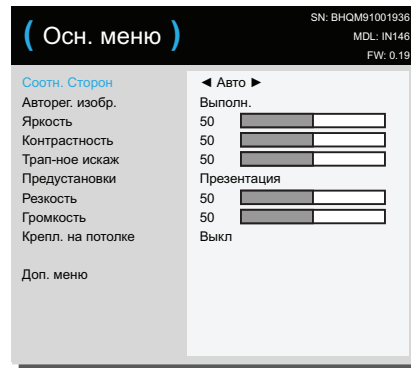 ( Осн. меню )
SN: BHQM91001936
MDL: IN146
FW: 0.19
Соотн. Сторон ◄ Авто ►
Авторег. изобр. Выполн.
Яркость 50
Контрастность 50
Трап-ное искаж 50
Предустановки Презентация
Резкость 50
Громкость 50
Крепл. на потолке Выкл
Доп. меню